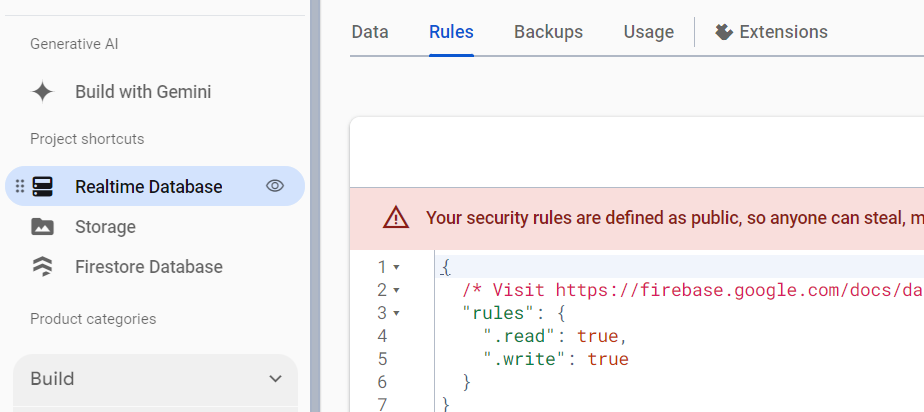 Generative AI
Build with Gemini
Project shortcuts
Realtime Database
Storage
Firestore Database
Product categories
Build
Data Rules Backups Usage Extensions
Your security rules are defined as public, so anyone can steal, m
1 {
2 /* Visit https://firebase.google.com/docs/da
3 "rules": {
4 ".read": true,
5 ".write": true
6 }
7 }